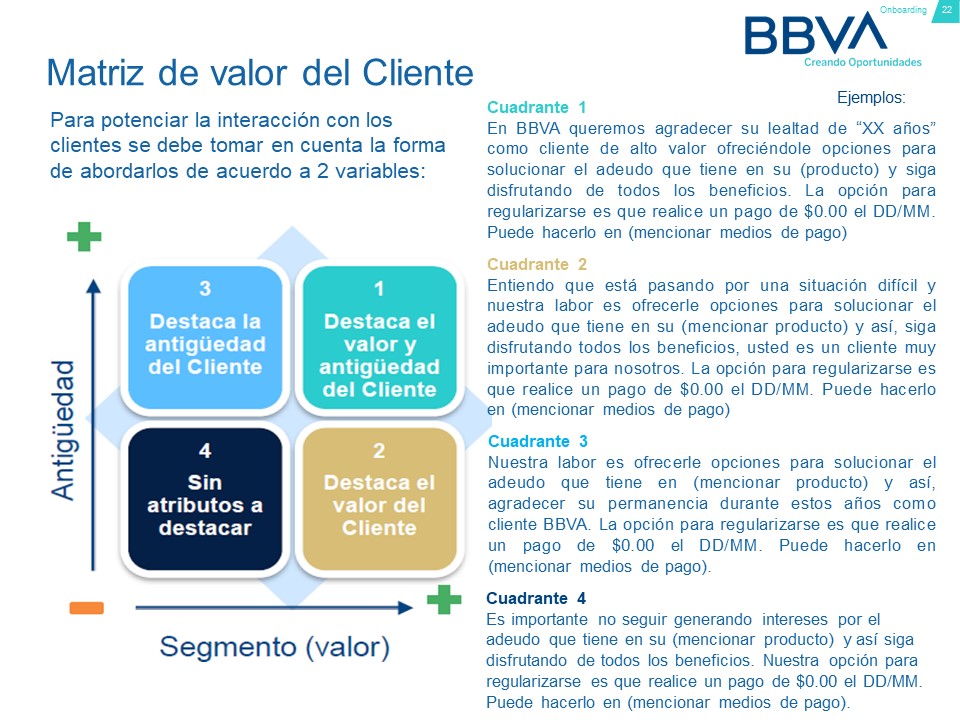 Onboarding 22
BBVA
Creando Oportunidades
Matriz de valor del Cliente
Para potenciar la interacción con los
clientes se debe tomar en cuenta la forma
de abordarlos de acuerdo a 2 variables:
Antigüedad
3
Destaca la
antigüedad
del Cliente
1
Destaca el
valor y
antigüedad
del Cliente
4
Sin
atributos a
destacar
2
Destaca el
valor del
Cliente
Segmento (valor)
Ejemplos:
Cuadrante 1
En BBVA queremos agradecer su lealtad de “XX años”
como cliente de alto valor ofreciéndole opciones para
solucionar el adeudo que tiene en su (producto) y siga
disfrutando de todos los beneficios. La opción para
regularizarse es que realice un pago de $0.00 el DD/MM.
Puede hacerlo en (mencionar medios de pago)
Cuadrante 2
Entiendo que está pasando por una situación difícil y
nuestra labor es ofrecerle opciones para solucionar el
adeudo que tiene en su (mencionar producto) y así, siga
disfrutando todos los beneficios, usted es un cliente muy
importante para nosotros. La opción para regularizarse es
que realice un pago de $0.00 el DD/MM. Puede hacerlo
en (mencionar medios de pago)
Cuadrante 3
Nuestra labor es ofrecerle opciones para solucionar el
adeudo que tiene en (mencionar producto) y así,
agradecer su permanencia durante estos años como
cliente BBVA. La opción para regularizarse es que realice
un pago de $0.00 el DD/MM. Puede hacerlo en
(mencionar medios de pago).
Cuadrante 4
Es importante no seguir generando intereses por el
adeudo que tiene en su (mencionar producto) y así siga
disfrutando de todos los beneficios. Nuestra opción para
regularizarse es que realice un pago de $0.00 el DD/MM.
Puede hacerlo en (mencionar medios de pago).